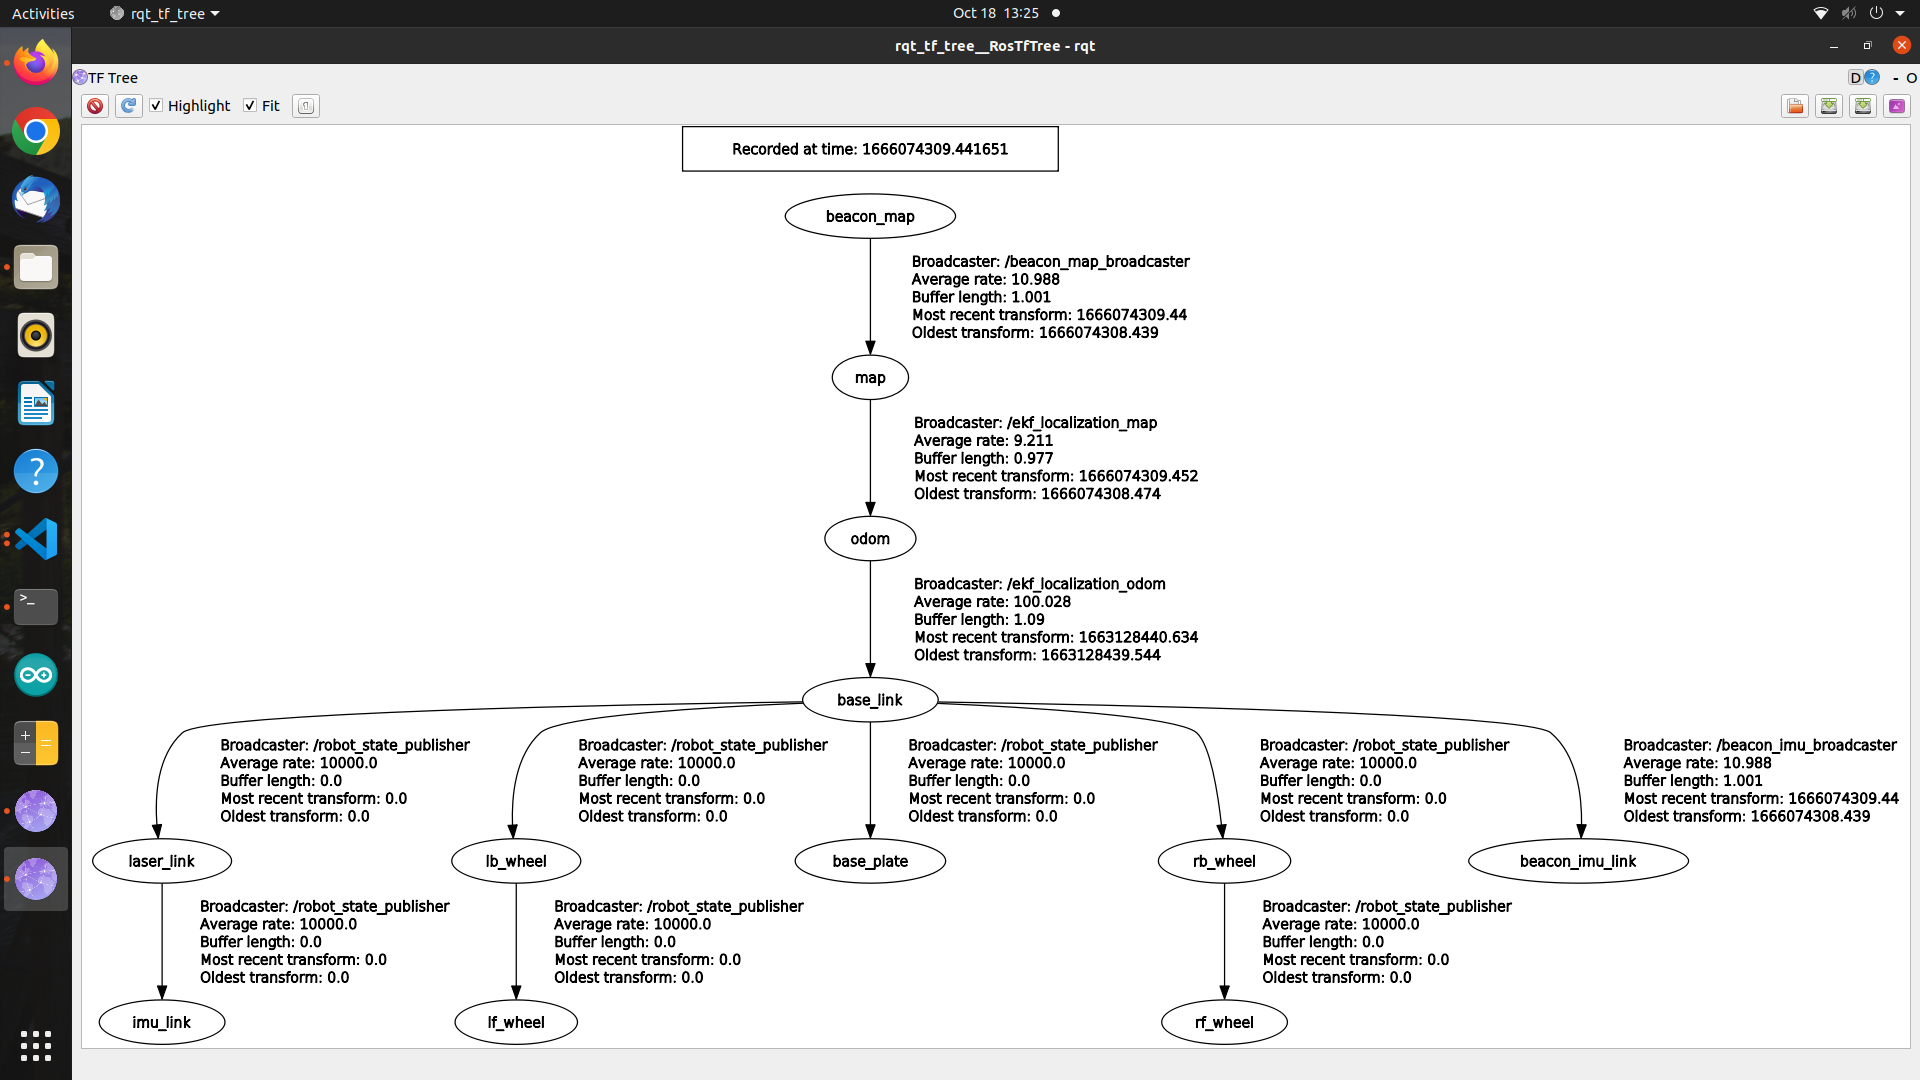 Activities
rqt_tf_tree
Oct 18 13:25
rqt_tf_tree__RosTfTree - rqt
TF Tree
D
- O
Highlight
Fit
Recorded at time: 1666074309.441651
beacon_map
Broadcaster: /beacon_map_broadcaster
Average rate: 10.988
Buffer length: 1.001
Most recent transform: 1666074309.44
Oldest transform: 1666074308.439
map
Broadcaster: /ekf_localization_map
Average rate: 9.211
Buffer length: 0.977
Most recent transform: 1666074309.452
Oldest transform: 1666074308.474
odom
Broadcaster: /ekf_localization_odom
Average rate: 100.028
Buffer length: 1.09
Most recent transform: 1663128440.634
Oldest transform: 1663128439.544
base_link
Broadcaster: /robot_state_publisher
Average rate: 10000.0
Buffer length: 0.0
Most recent transform: 0.0
Oldest transform: 0.0
Broadcaster: /robot_state_publisher
Average rate: 10000.0
Buffer length: 0.0
Most recent transform: 0.0
Oldest transform: 0.0
Broadcaster: /robot_state_publisher
Average rate: 10000.0
Buffer length: 0.0
Most recent transform: 0.0
Oldest transform: 0.0
Broadcaster: /robot_state_publisher
Average rate: 10000.0
Buffer length: 0.0
Most recent transform: 0.0
Oldest transform: 0.0
Broadcaster: /beacon_imu_broadcaster
Average rate: 10.988
Buffer length: 1.001
Most recent transform: 1666074309.44
Oldest transform: 1666074308.439
laser_link
lb_wheel
base_plate
rb_wheel
beacon_imu_link
Broadcaster: /robot_state_publisher
Average rate: 10000.0
Buffer length: 0.0
Most recent transform: 0.0
Oldest transform: 0.0
Broadcaster: /robot_state_publisher
Average rate: 10000.0
Buffer length: 0.0
Most recent transform: 0.0
Oldest transform: 0.0
Broadcaster: /robot_state_publisher
Average rate: 10000.0
Buffer length: 0.0
Most recent transform: 0.0
Oldest transform: 0.0
imu_link
lf_wheel
rf_wheel